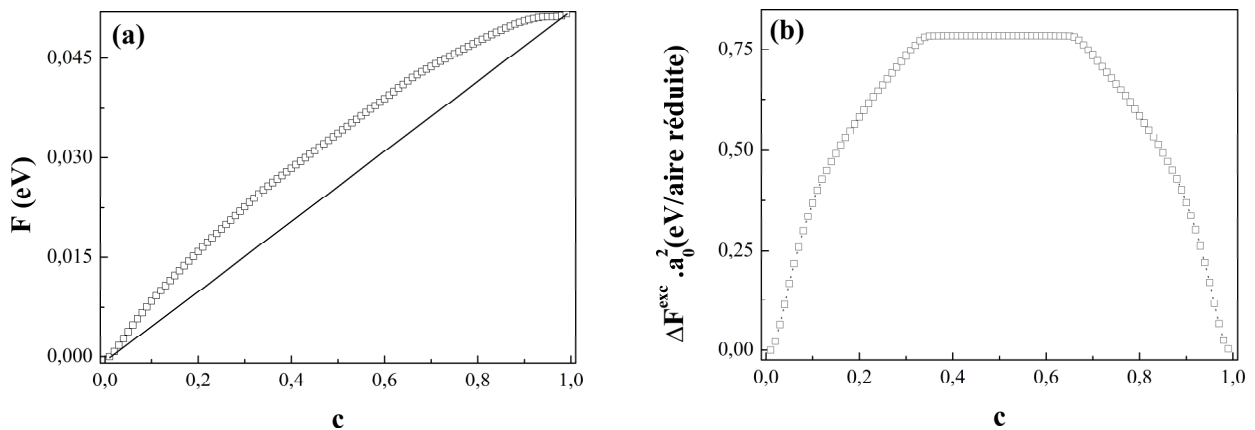 (a)
F (eV)
0,045
0,030
0,015
0,000
0,0 0,2 0,4 0,6 0,8 1,0
c
(b)
ΔF^exc .a_0^2(eV/aire réduite)
0,75
0,50
0,25
0,00
0,0 0,2 0,4 0,6 0,8 1,0
c